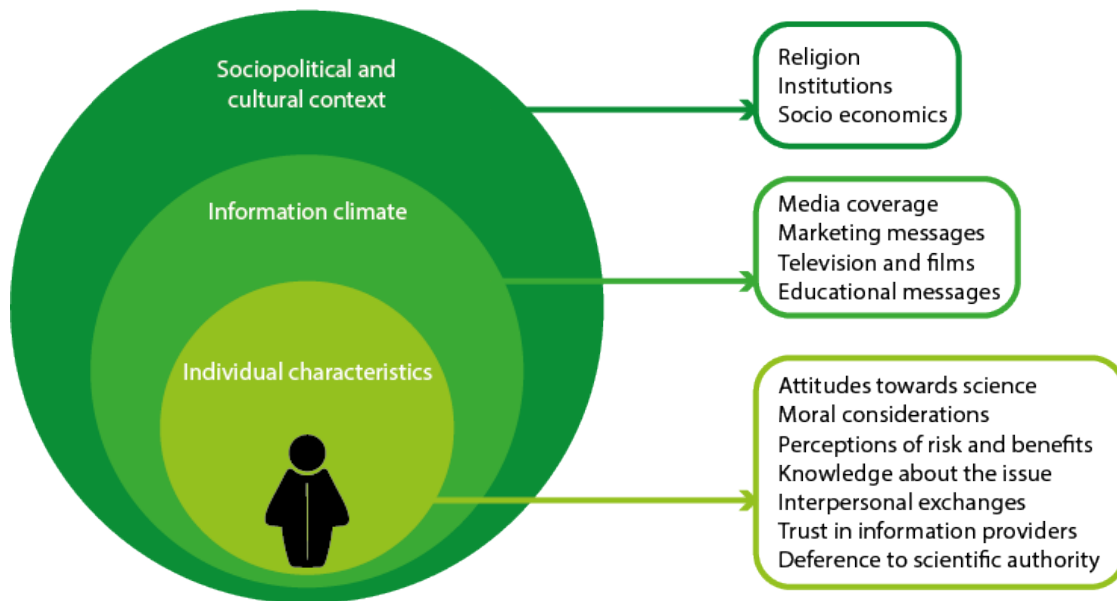 Sociopolitical and
cultural context
Religion
Institutions
Socio economics
Information climate
Media coverage
Marketing messages
Television and films
Educational messages
Individual characteristics
Attitudes towards science
Moral considerations
Perceptions of risk and benefits
Knowledge about the issue
Interpersonal exchanges
Trust in information providers
Deference to scientific authority